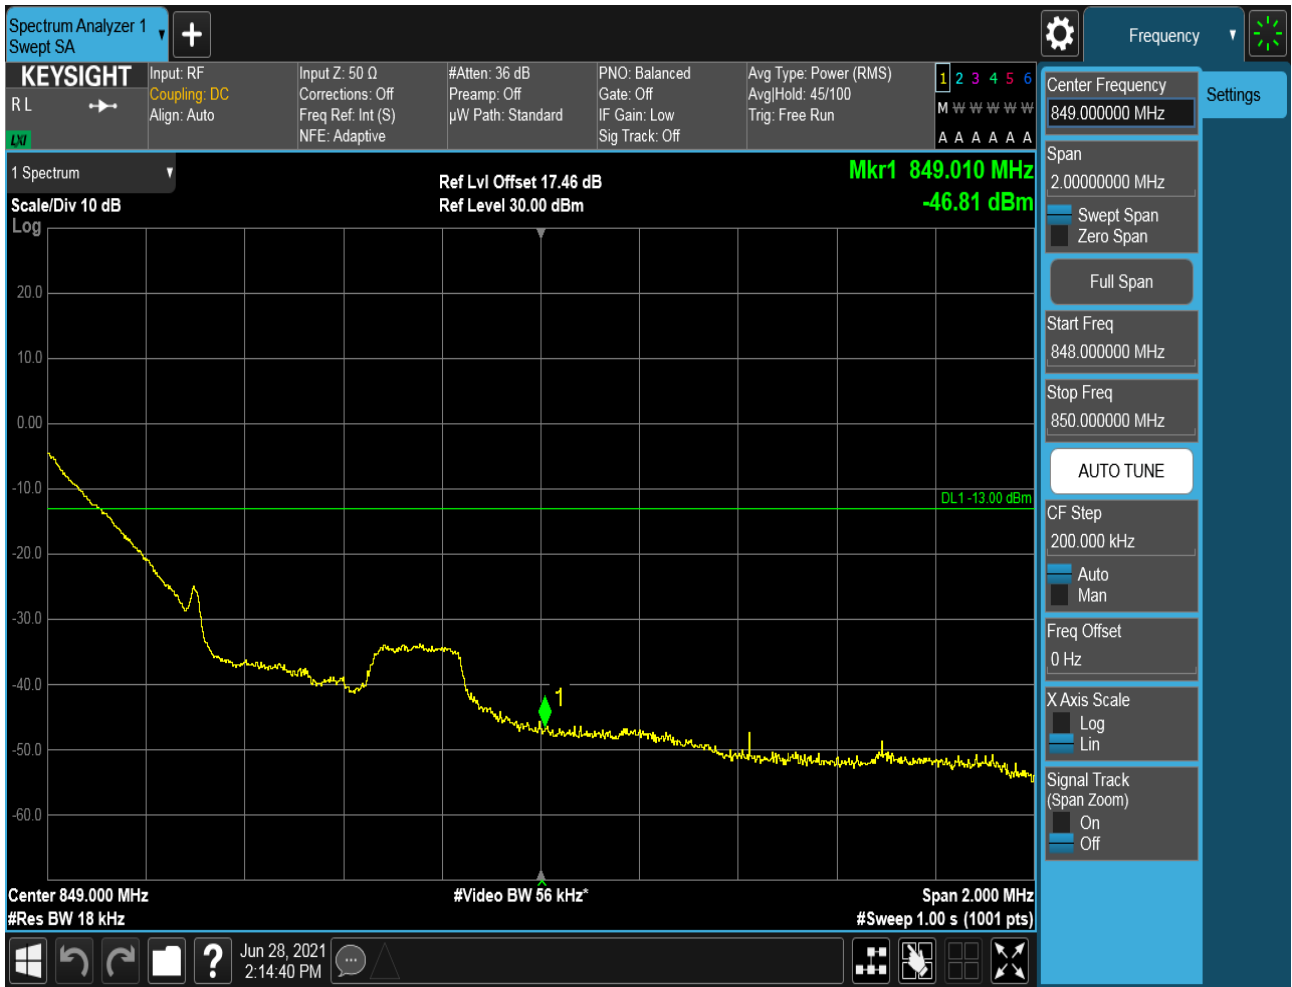 Spectrum Analyzer 1
Swept SA
+
Frequency
KEYSIGHT
R L
LXI
Input: RF
Coupling: DC
Align: Auto
Input Z: 50 Ω
Corrections: Off
Freq Ref: Int (S)
NFE: Adaptive
#Atten: 36 dB
Preamp: Off
µW Path: Standard
PNO: Balanced
Gate: Off
IF Gain: Low
Sig Track: Off
Avg Type: Power (RMS)
Avg|Hold: 45/100
Trig: Free Run
1 2 3 4 5 6
M W W W W W
A A A A A A
1 Spectrum
Scale/Div 10 dB
Log
Ref Lvl Offset 17.46 dB
Ref Level 30.00 dBm
Mkr1 849.010 MHz
-46.81 dBm
20.0
10.0
0.00
-10.0
-20.0
-30.0
-40.0
-50.0
-60.0
DL1 -13.00 dBm
1
Center 849.000 MHz
#Res BW 18 kHz
#Video BW 56 kHz*
Span 2.000 MHz
#Sweep 1.00 s (1001 pts)
?
Jun 28, 2021
2:14:40 PM
Center Frequency
849.000000 MHz
Settings
Span
2.00000000 MHz
Swept Span
Zero Span
Full Span
Start Freq
848.000000 MHz
Stop Freq
850.000000 MHz
AUTO TUNE
CF Step
200.000 kHz
Auto
Man
Freq Offset
0 Hz
X Axis Scale
Log
Lin
Signal Track
(Span Zoom)
On
Off